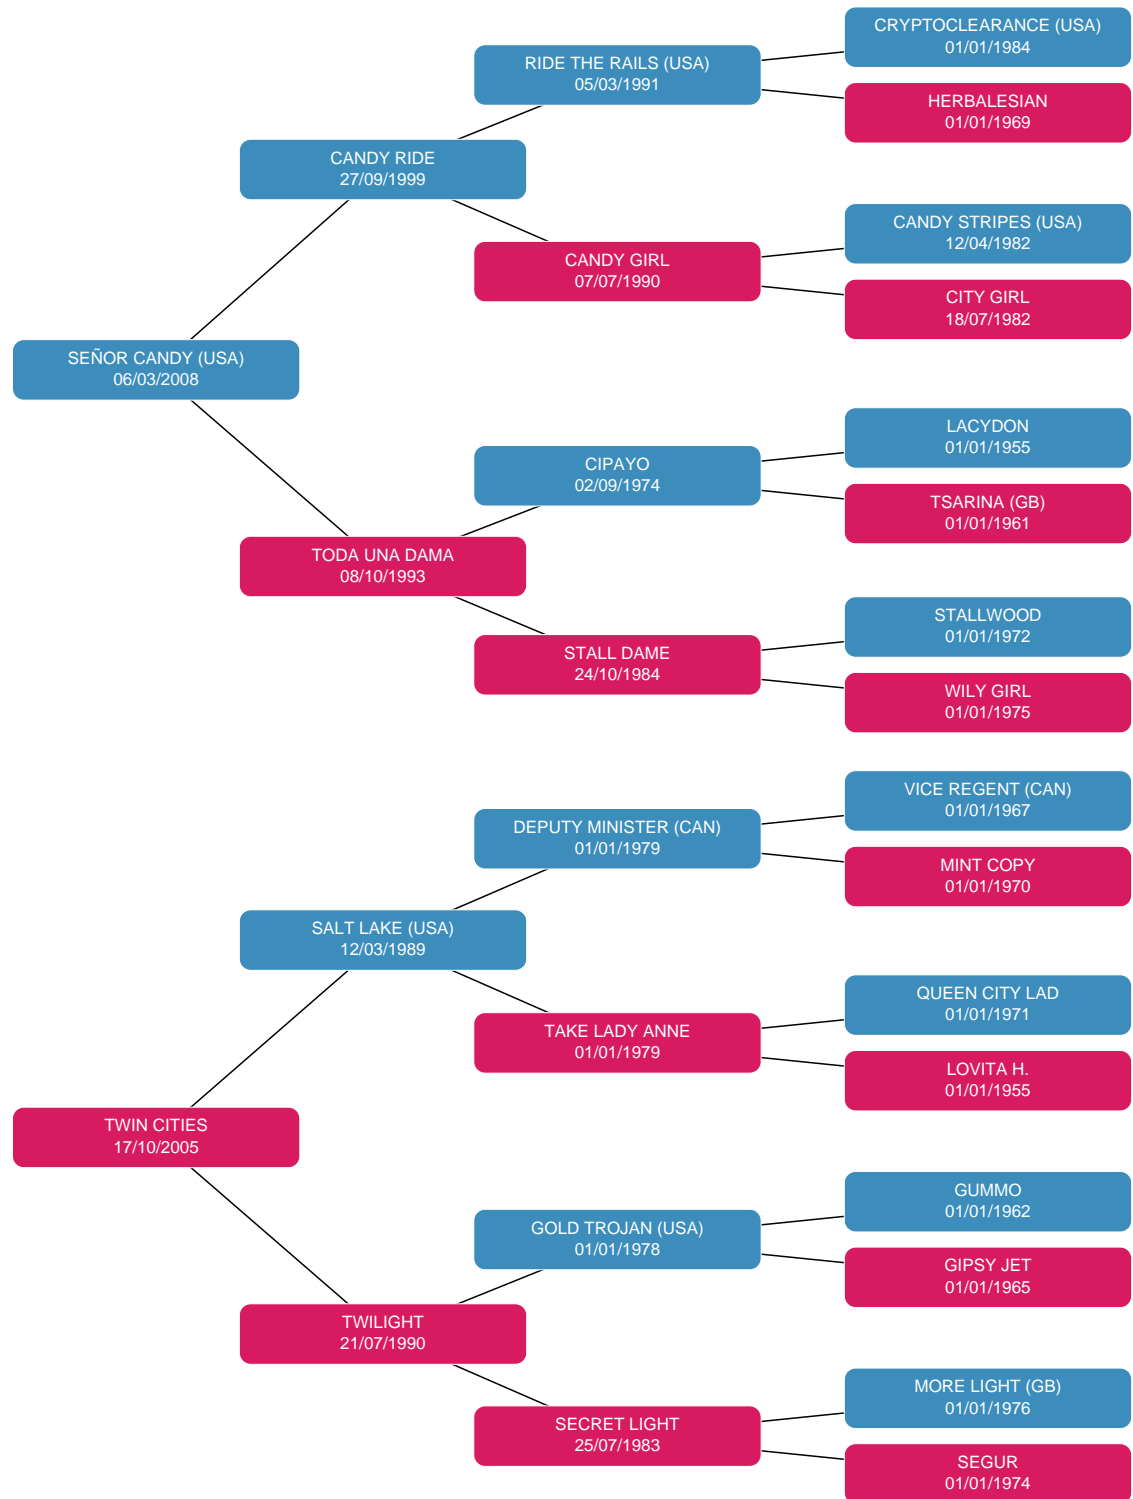 CRYPTOCLEARANCE (USA)
01/01/1984
RIDE THE RAILS (USA)
05/03/1991
HERBALESIAN
01/01/1969
CANDY RIDE
27/09/1999
CANDY STRIPES (USA)
12/04/1982
CANDY GIRL
07/07/1990
CITY GIRL
18/07/1982
SEÑOR CANDY (USA)
06/03/2008
LACYDON
01/01/1955
CIPAYO
02/09/1974
TSARINA (GB)
01/01/1961
TODA UNA DAMA
08/10/1993
STALLWOOD
01/01/1972
STALL DAME
24/10/1984
WILY GIRL
01/01/1975
VICE REGENT (CAN)
01/01/1967
DEPUTY MINISTER (CAN)
01/01/1979
MINT COPY
01/01/1970
SALT LAKE (USA)
12/03/1989
QUEEN CITY LAD
01/01/1971
TAKE LADY ANNE
01/01/1979
LOVITA H.
01/01/1955
TWIN CITIES
17/10/2005
GUMMO
01/01/1962
GOLD TROJAN (USA)
01/01/1978
GIPSY JET
01/01/1965
TWILIGHT
21/07/1990
MORE LIGHT (GB)
01/01/1976
SECRET LIGHT
25/07/1983
SEGUR
01/01/1974